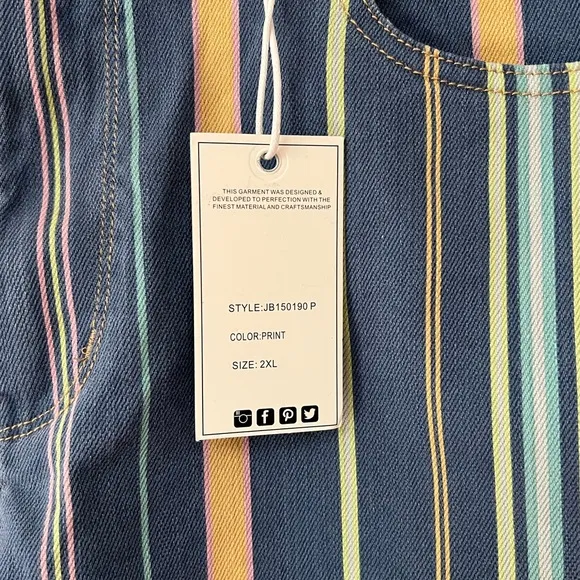 THIS GARMENT WAS DESIGNED &
DEVELOPED TO PERFECTION WITH THE
FINEST MATERIAL AND CRAFTSMANSHIP
STYLE:JB150190 P
COLOR:PRINT
SIZE: 2XL